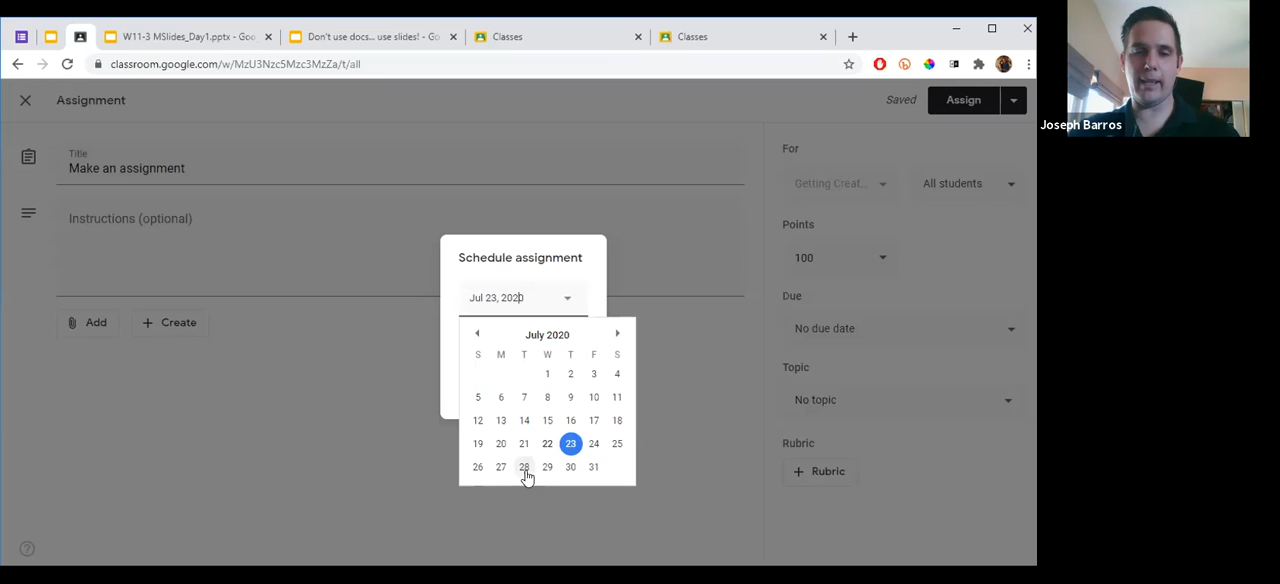 W11-3 MSlides_Day1.pptx - Goo
Don't use docs... use slides! - Go
Classes
Classes
classroom.google.com/w/MzU3Nzc5Mzc3MzZa/t/all
Joseph Barros
Assignment
Saved
Assign
Title
Make an assignment
Instructions (optional)
Add
Create
For
Getting Creat...
All students
Points
100
Due
No due date
Topic
No topic
Rubric
Rubric
Schedule assignment
Jul 23, 2020
July 2020
S M T W T F S
1 2 3 4
5 6 7 8 9 10 11
12 13 14 15 16 17 18
19 20 21 22 23 24 25
26 27 28 29 30 31